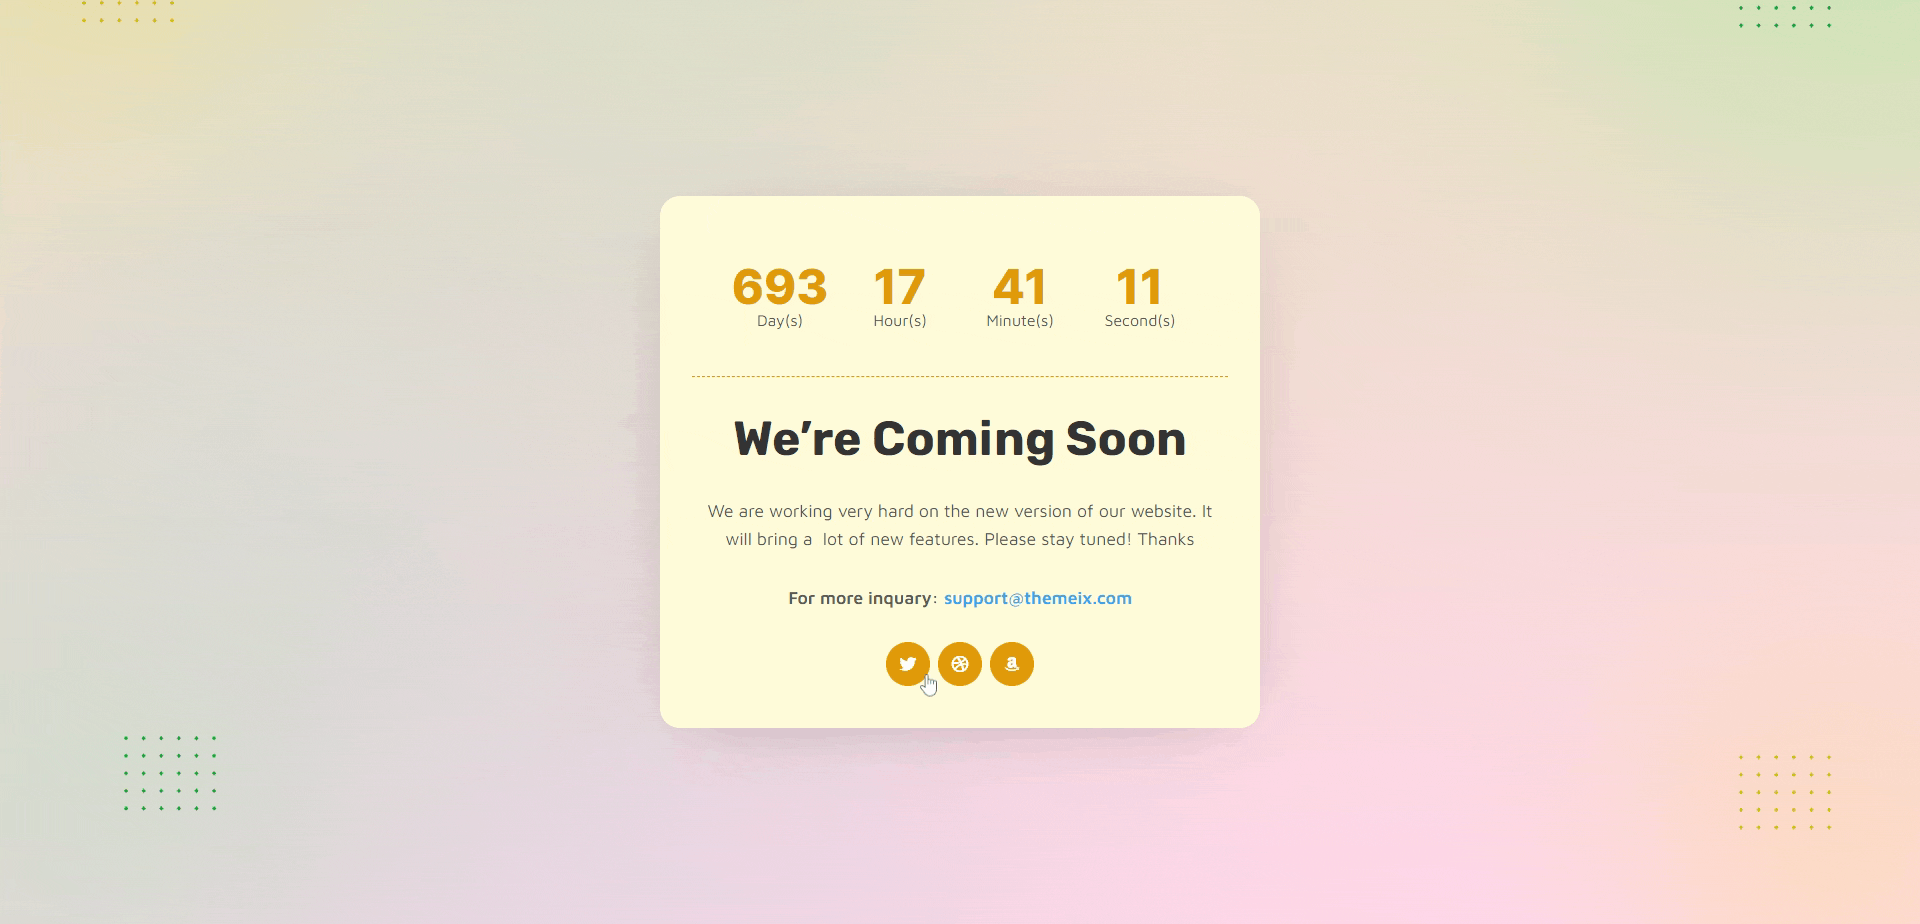 693 17 41 11
Day(s) Hour(s) Minute(s) Second(s)
We’re Coming Soon
We are working very hard on the new version of our website. It
will bring a  lot of new features. Please stay tuned! Thanks
For more inquary: support@themeix.com